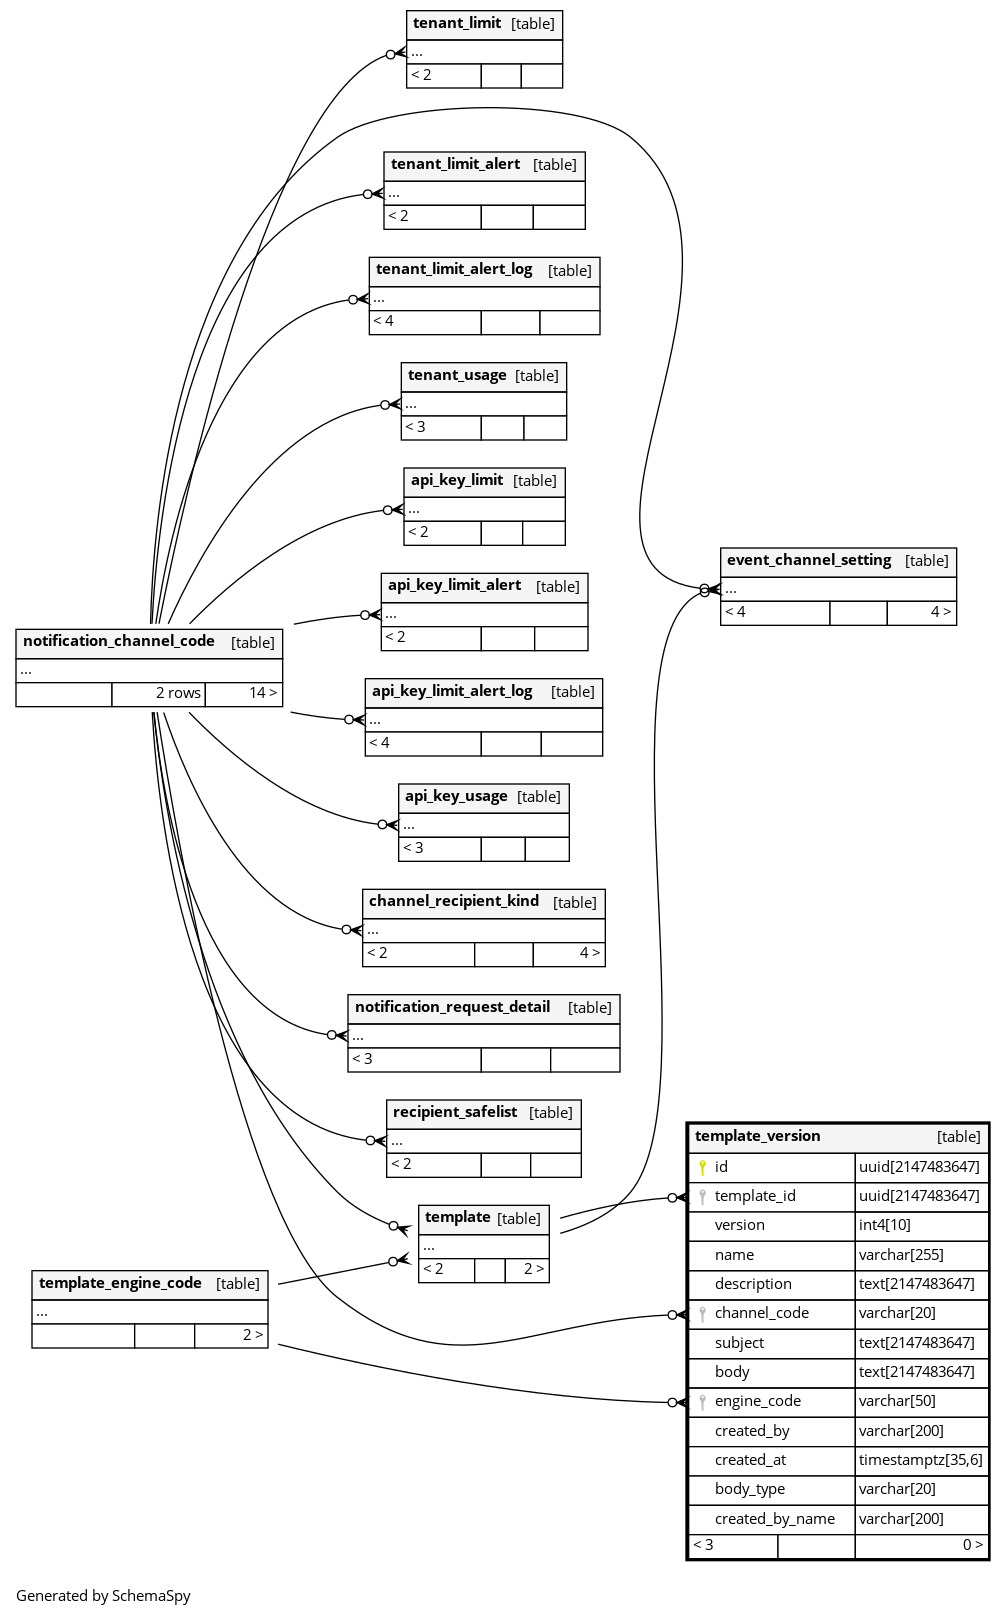 tenant_limit [table]
...
< 2
tenant_limit_alert [table]
...
< 2
tenant_limit_alert_log [table]
...
< 4
tenant_usage [table]
...
< 3
api_key_limit [table]
...
< 2
event_channel_setting [table]
...
< 4 4 >
api_key_limit_alert [table]
...
< 2
notification_channel_code [table]
...
2 rows 14 >
api_key_limit_alert_log [table]
...
< 4
api_key_usage [table]
...
< 3
channel_recipient_kind [table]
...
< 2 4 >
notification_request_detail [table]
...
< 3
recipient_safelist [table]
...
< 2
template [table]
...
< 2 2 >
template_engine_code [table]
...
2 >
template_version [table]
id uuid[2147483647]
template_id uuid[2147483647]
version int4[10]
name varchar[255]
description text[2147483647]
channel_code varchar[20]
subject text[2147483647]
body text[2147483647]
engine_code varchar[50]
created_by varchar[200]
created_at timestamptz[35,6]
body_type varchar[20]
created_by_name varchar[200]
< 3 0 >
Generated by SchemaSpy